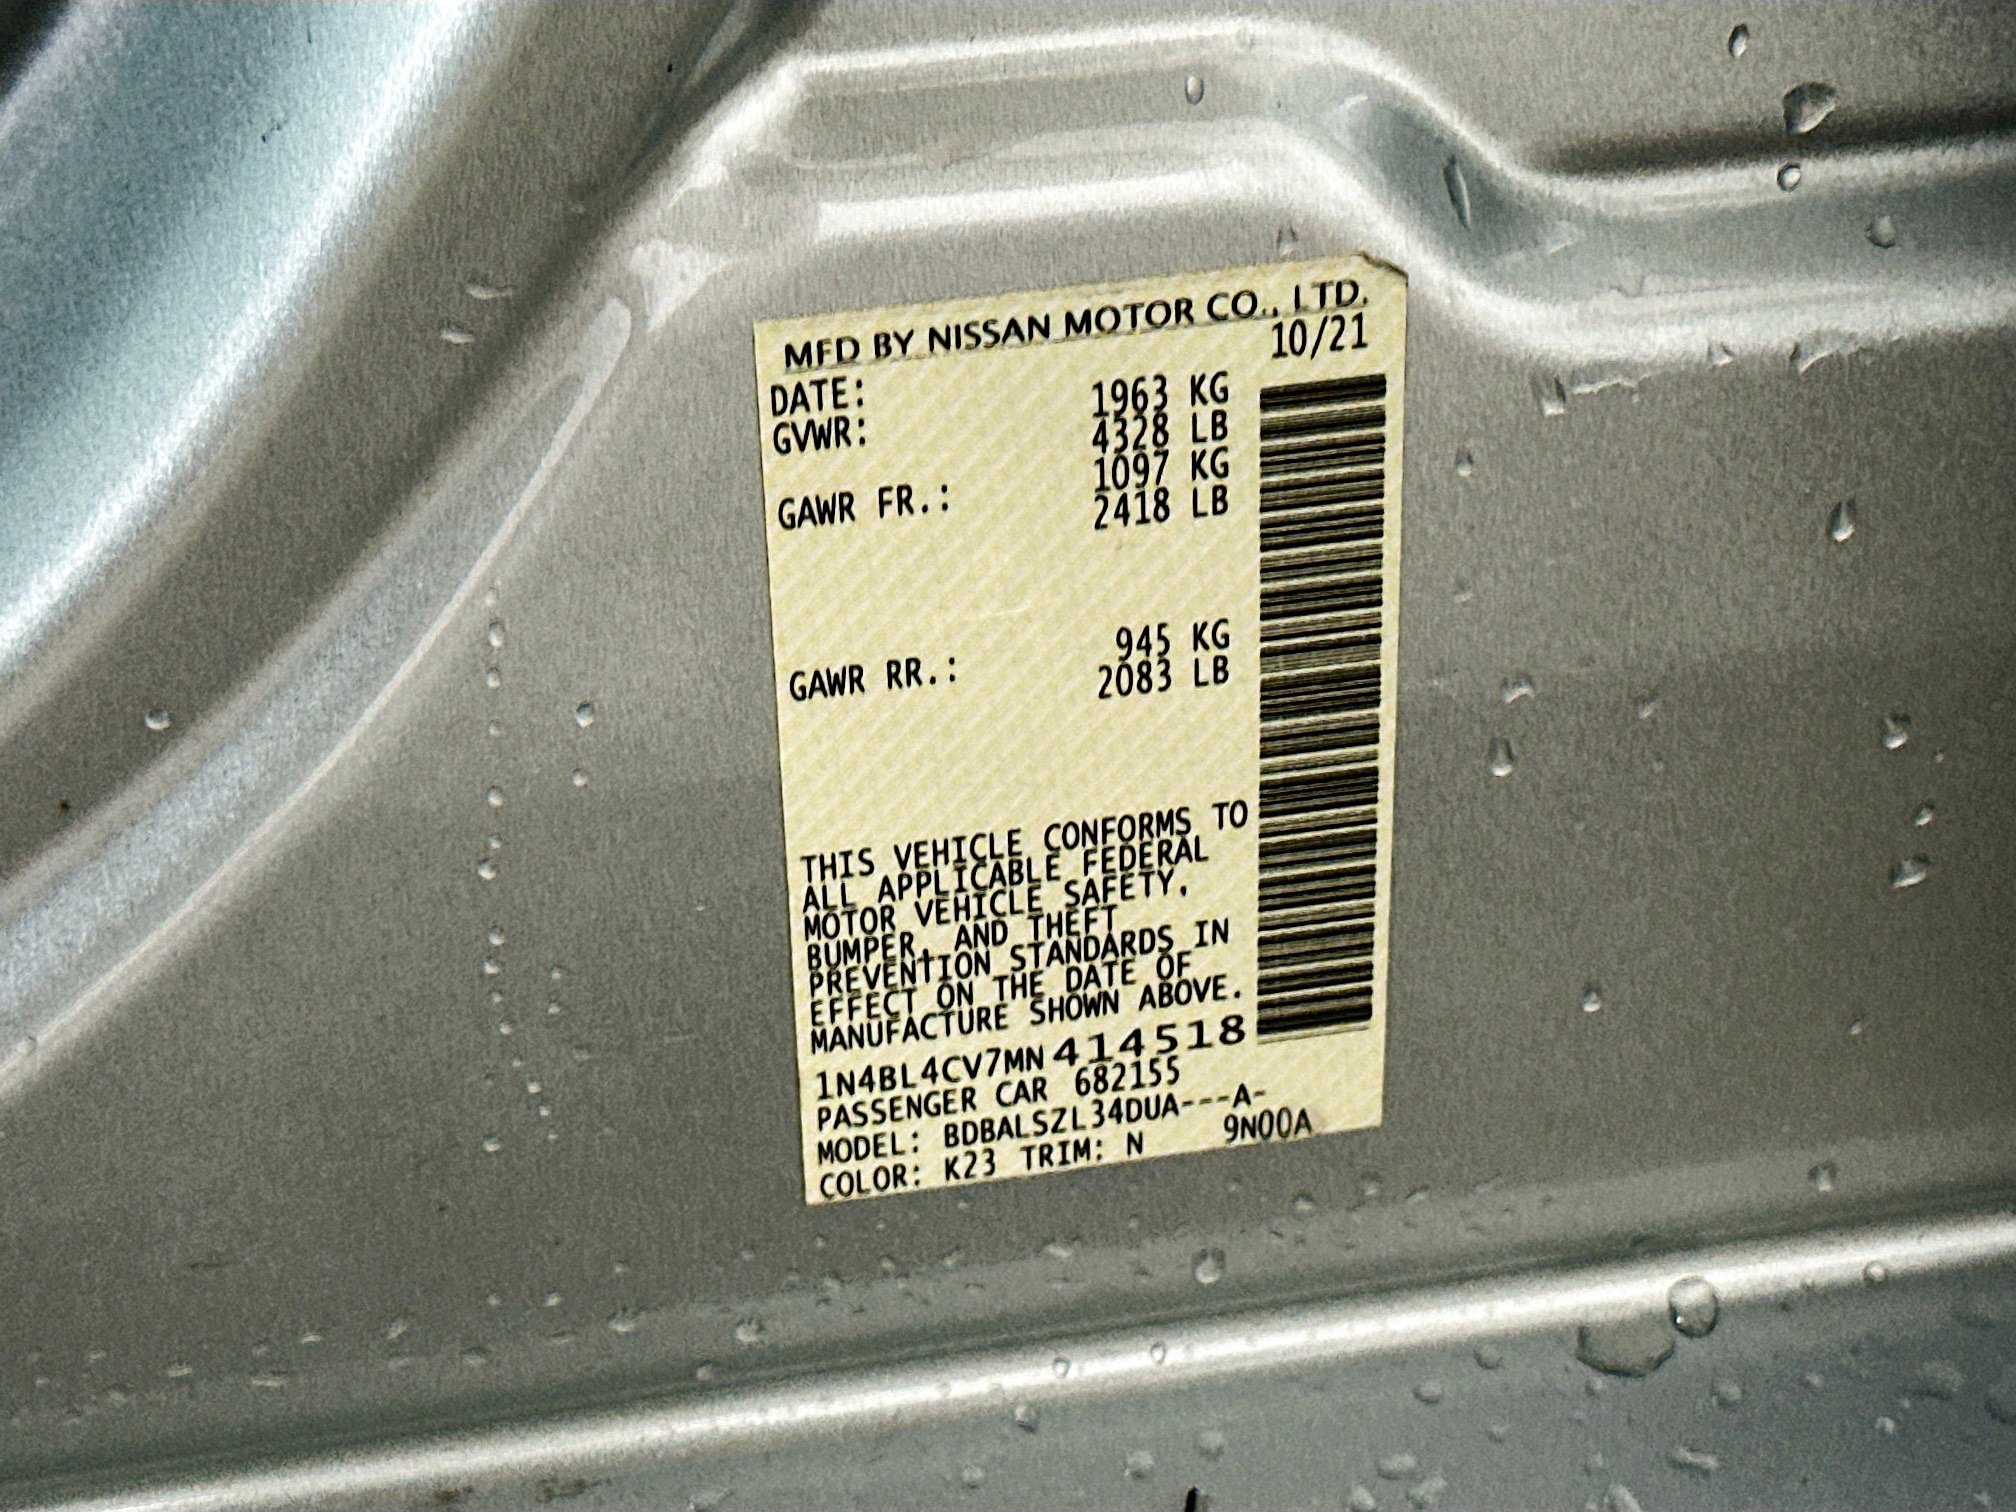 MFD BY NISSAN MOTOR CO., LTD.
DATE: 10/21
GVWR: 1963 KG
4328 LB
GAWR FR.: 1097 KG
2418 LB
GAWR RR.: 945 KG
2083 LB
THIS VEHICLE CONFORMS TO
ALL APPLICABLE FEDERAL
MOTOR VEHICLE SAFETY,
BUMPER, AND THEFT
PREVENTION STANDARDS IN
EFFECT ON THE DATE OF
MANUFACTURE SHOWN ABOVE.
1N4BL4CV7MN414518
PASSENGER CAR 682155
MODEL: BDBALSZL34DUA---A-
COLOR: K23 TRIM: N 9N00A